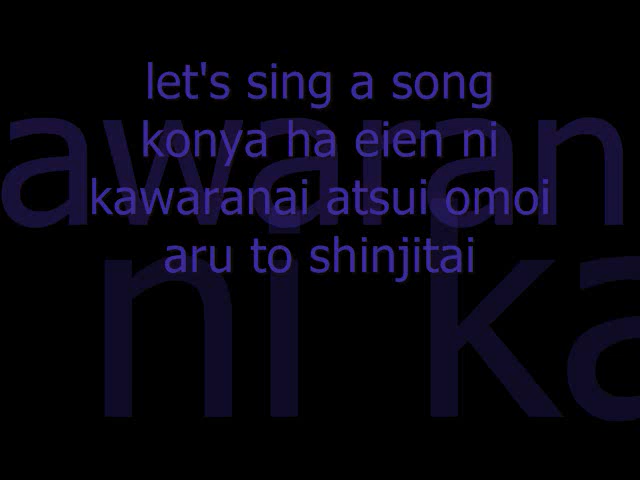 let's sing a song
konya ha eien ni
kawaranai atsui omoi
aru to shinjitai
awaran
ni ka